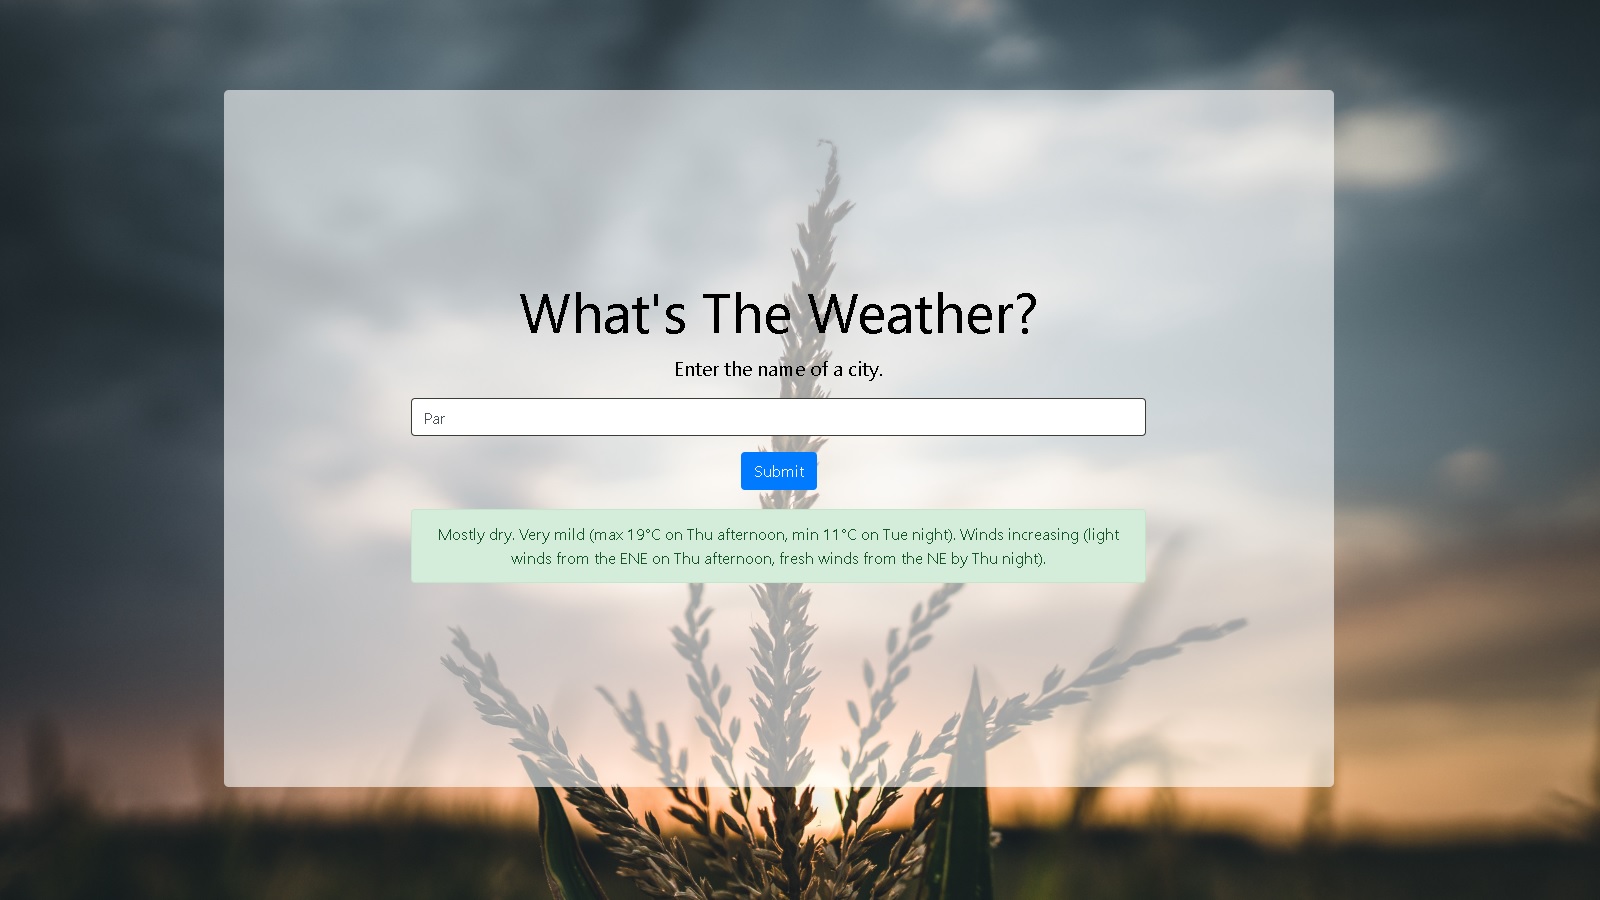 What's The Weather?
Enter the name of a city.
Par
Submit
Mostly dry. Very mild (max 19°C on Thu afternoon, min 11°C on Tue night). Winds increasing (light
winds from the ENE on Thu afternoon, fresh winds from the NE by Thu night).